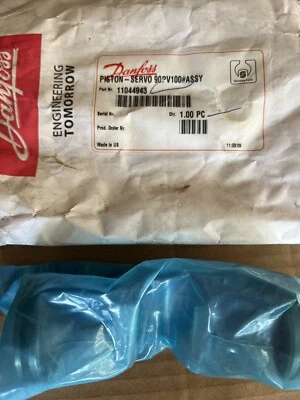 Danfoss
ENGINEERING
TOMORROW
Danfoss
PISTON-SERVO 90PV100#ASSY
Part No: 11044943
Serial No:
Qty: 1.00 PC
Prod. Order No:
Made in US